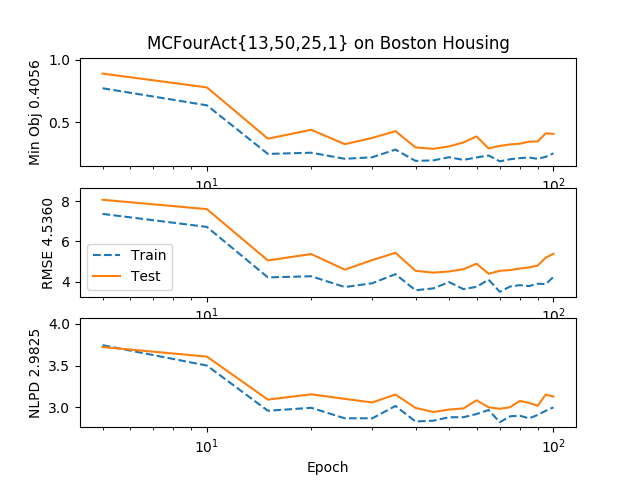 MCFourAct{13,50,25,1} on Boston Housing
Min Obj 0.4056
1.0
0.5
10¹ 10²
RMSE 4.5360
8
6
4
Train
Test
10¹ 10²
NLPD 2.9825
4.0
3.5
3.0
10¹ 10²
Epoch